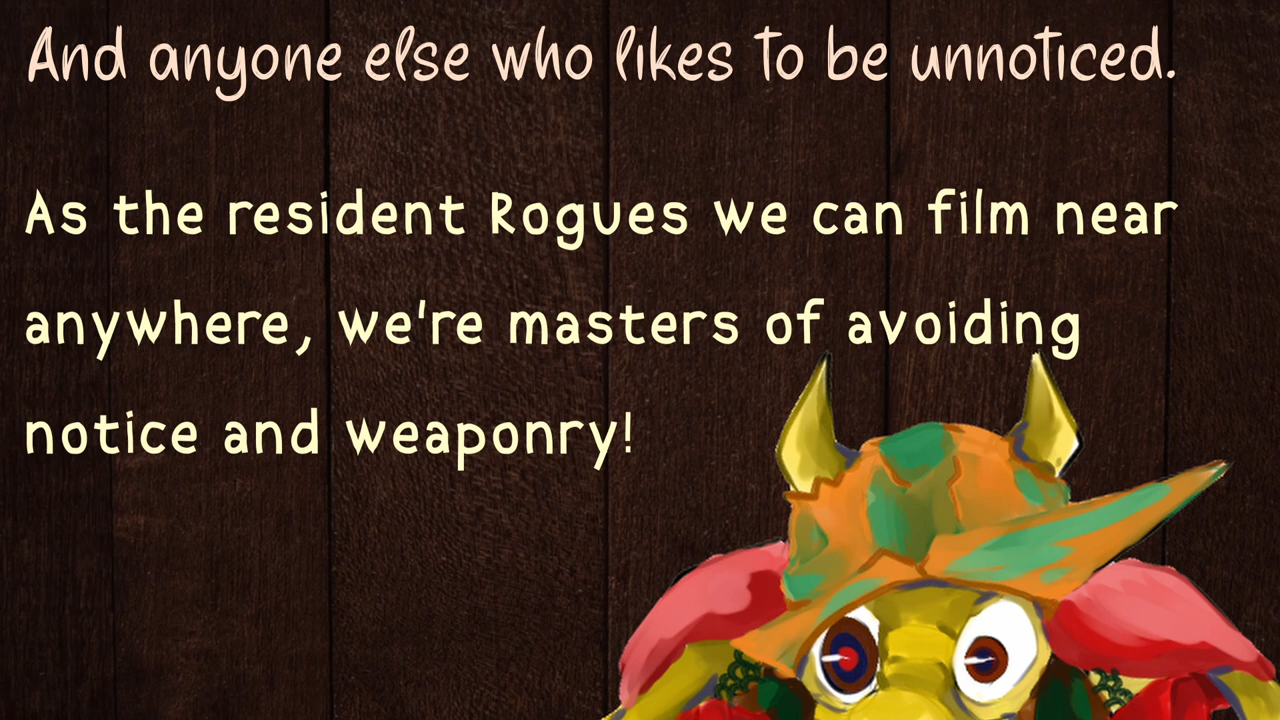 And anyone else who likes to be unnoticed.
As the resident Rogues we can film near
anywhere, we're masters of avoiding
notice and weaponry!